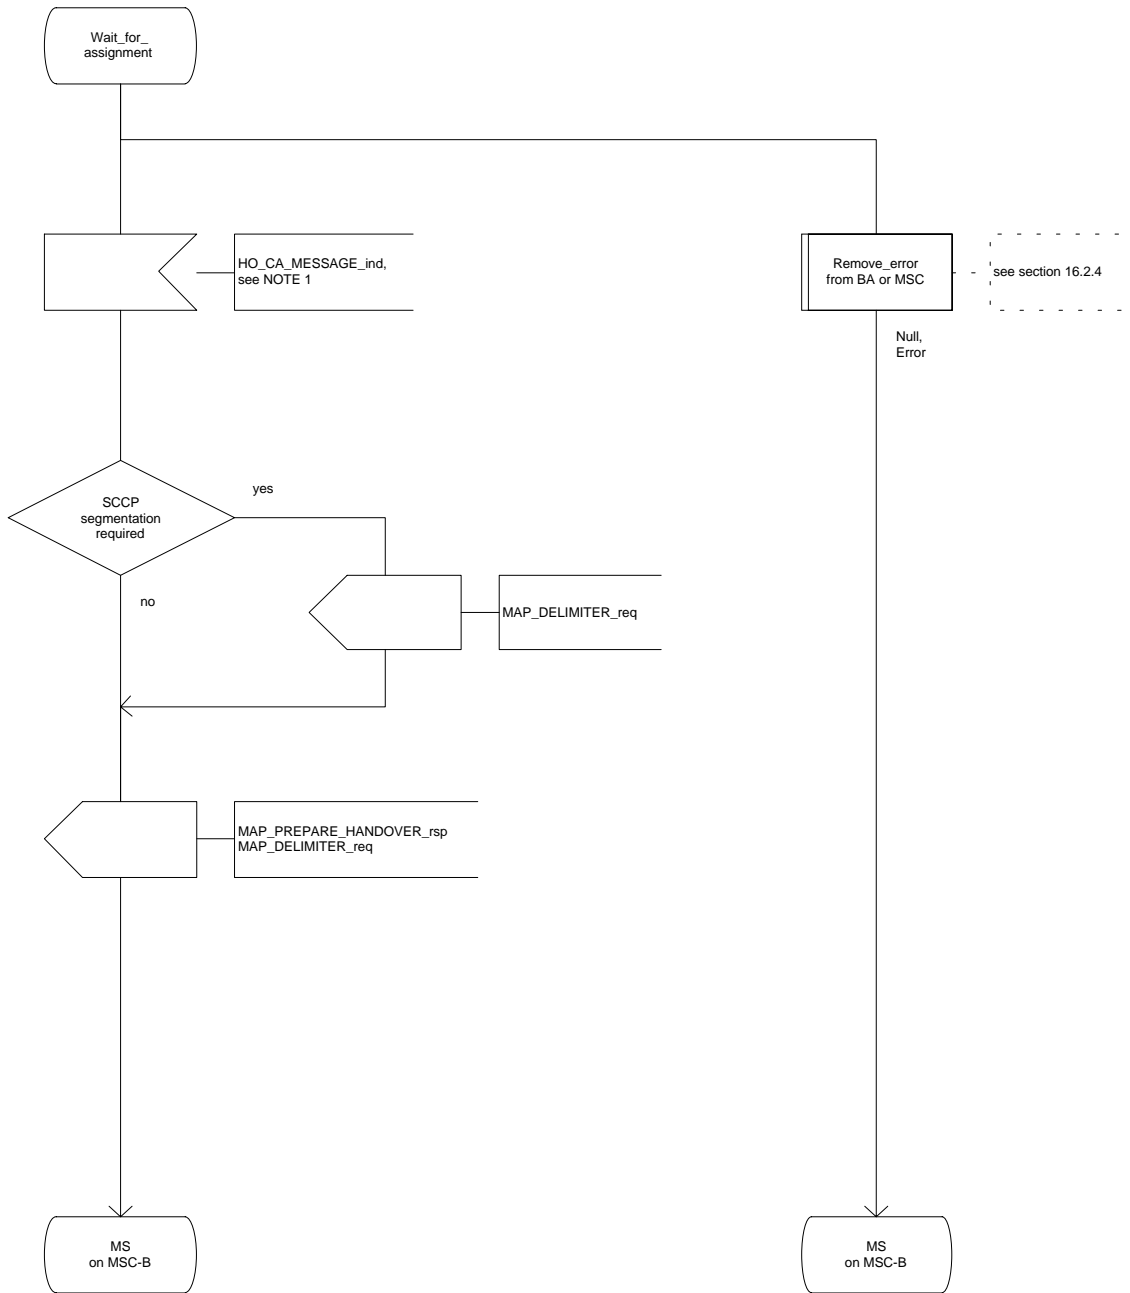 Wait_for_
assignment
HO_CA_MESSAGE_ind,
see NOTE 1
Remove_error
from BA or MSC
see section 16.2.4
Null,
Error
SCCP
segmentation
required
yes
no
MAP_DELIMITER_req
MAP_PREPARE_HANDOVER_rsp
MAP_DELIMITER_req
MS
on MSC-B
MS
on MSC-B